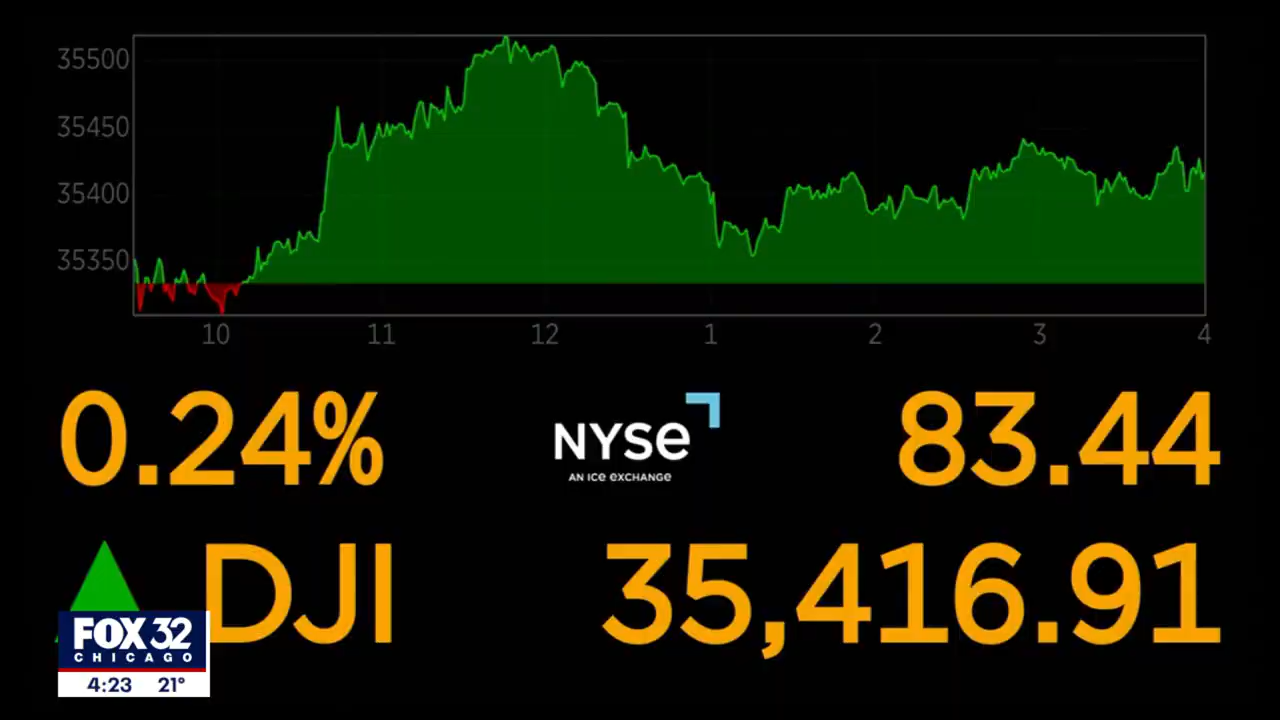 35500
35450
35400
35350
10 11 12 1 2 3 4
0.24% NYSE 83.44
AN ICE EXCHANGE
DJI 35,416.91
FOX 32
CHICAGO
4:23 21°